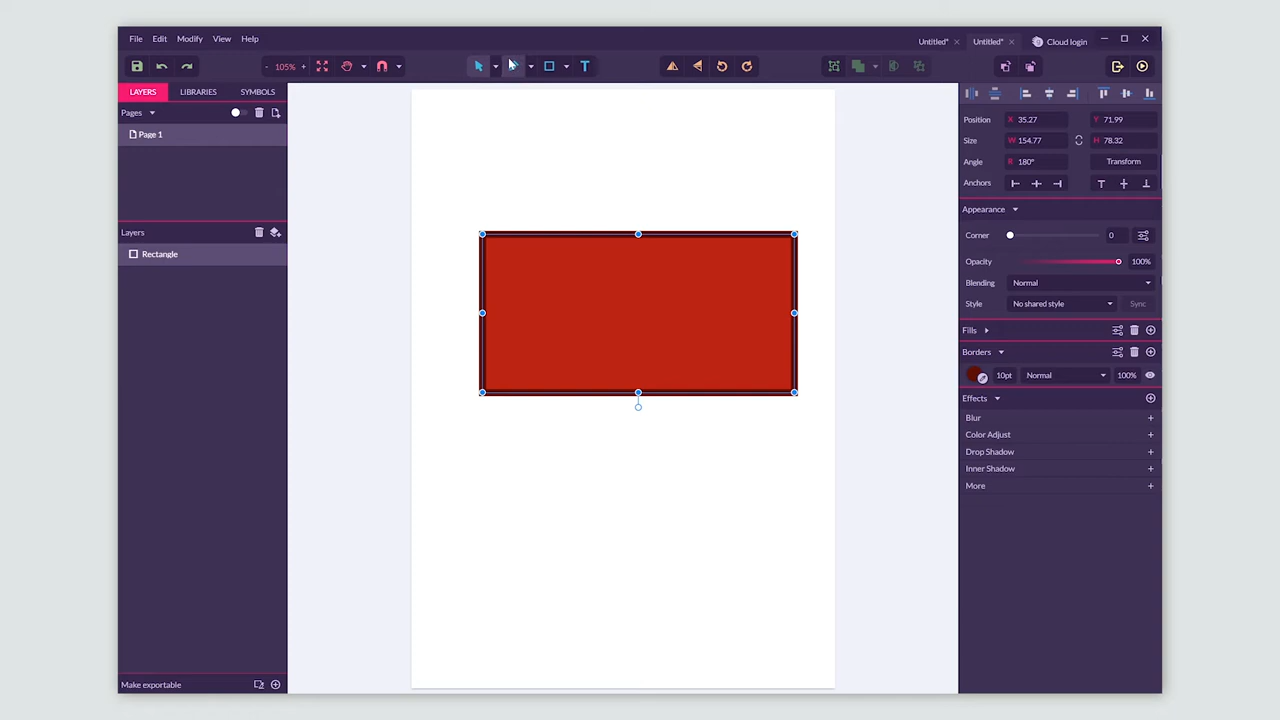 File Edit Modify View Help
Untitled* Untitled* Cloud login
- 105% +
T
LAYERS LIBRARIES SYMBOLS
Pages
Page 1
Layers
Rectangle
Make exportable
Position X 35.27 Y 71.99
Size W 154.77 H 78.32
Angle R 180° Transform
Anchors
Appearance
Corner 0
Opacity 100%
Blending Normal
Style No shared style Sync
Fills
Borders
10pt Normal 100%
Effects
Blur +
Color Adjust +
Drop Shadow +
Inner Shadow +
More +